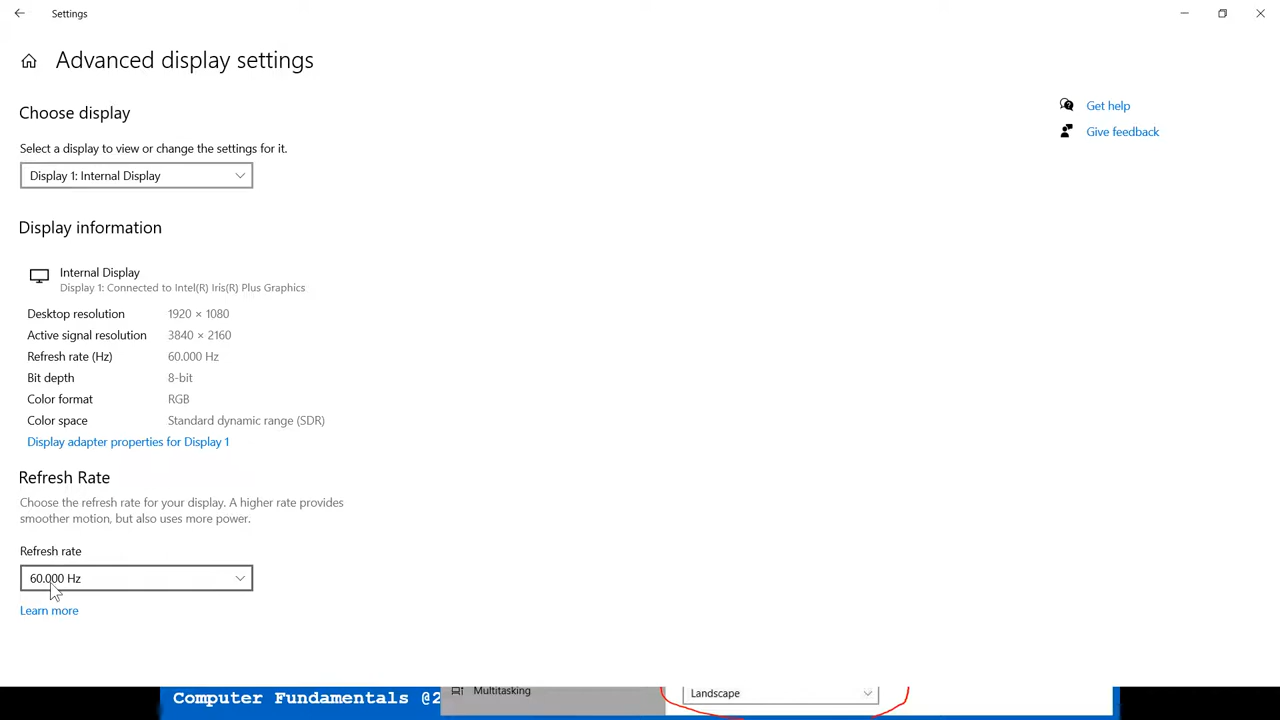 Settings
Advanced display settings
Choose display
Get help
Give feedback
Select a display to view or change the settings for it.
Display 1: Internal Display
Display information
Internal Display
Display 1: Connected to Intel(R) Iris(R) Plus Graphics
Desktop resolution 1920 × 1080
Active signal resolution 3840 × 2160
Refresh rate (Hz) 60.000 Hz
Bit depth 8-bit
Color format RGB
Color space Standard dynamic range (SDR)
Display adapter properties for Display 1
Refresh Rate
Choose the refresh rate for your display. A higher rate provides
smoother motion, but also uses more power.
Refresh rate
60.000 Hz
Learn more
Computer Fundamentals @2
Multitasking
Landscape